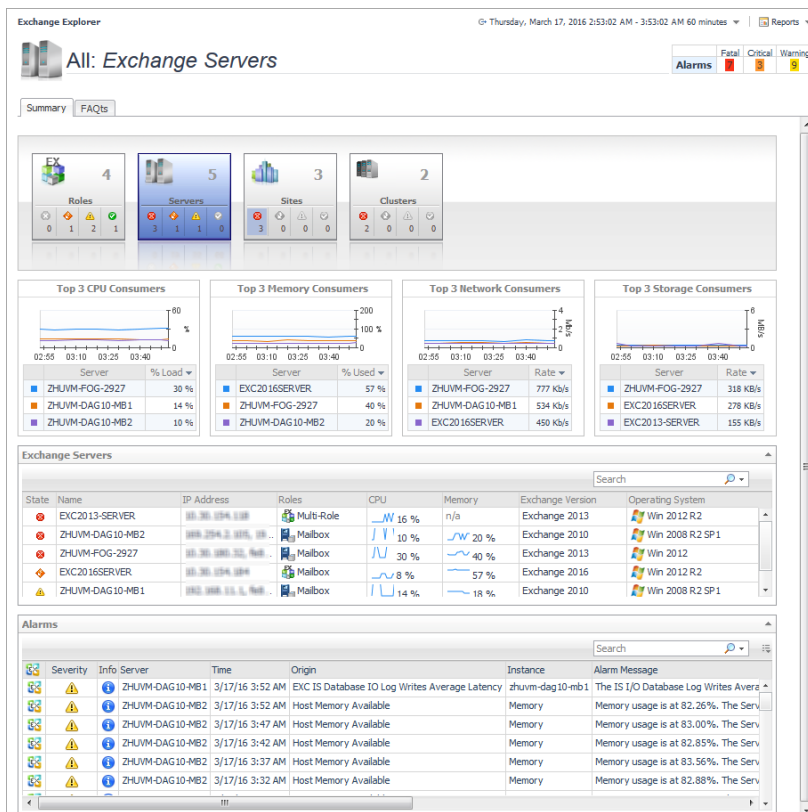 Exchange Explorer
Thursday, March 17, 2016 2:53:02 AM - 3:53:02 AM 60 minutes
Reports
All: Exchange Servers
Fatal Critical Warning
Alarms 7 3 9
Summary FAQts
4 5 3 2
Roles Servers Sites Clusters
0 1 2 1 3 1 1 0 3 0 0 0 2 0 0 0
Top 3 CPU Consumers
60
%
0
02:55 03:10 03:25 03:40
Server % Load
ZHUVM-FOG-2927 30 %
ZHUVM-DAG10-MB1 14 %
ZHUVM-DAG10-MB2 10 %
Top 3 Memory Consumers
200
100 %
0
02:55 03:10 03:25 03:40
Server % Used
EXC2016SERVER 57 %
ZHUVM-FOG-2927 40 %
ZHUVM-DAG10-MB2 20 %
Top 3 Network Consumers
4
2
Mb/s
0
02:55 03:10 03:25 03:40
Server Rate
ZHUVM-FOG-2927 777 Kb/s
ZHUVM-DAG10-MB1 534 Kb/s
EXC2016SERVER 450 Kb/s
Top 3 Storage Consumers
6
MB/s
0
02:55 03:10 03:25 03:40
Server Rate
ZHUVM-FOG-2927 318 KB/s
EXC2016SERVER 278 KB/s
EXC2013-SERVER 155 KB/s
Exchange Servers
Search
State Name IP Address Roles CPU Memory Exchange Version Operating System
EXC2013-SERVER Multi-Role 16 % n/a Exchange 2013 Win 2012 R2
ZHUVM-DAG10-MB2 Mailbox 10 % 20 % Exchange 2010 Win 2008 R2 SP1
ZHUVM-FOG-2927 Mailbox 30 % 40 % Exchange 2013 Win 2012
EXC2016SERVER Mailbox 8 % 57 % Exchange 2016 Win 2012 R2
ZHUVM-DAG10-MB1 Mailbox 14 % 18 % Exchange 2010 Win 2008 R2 SP1
Alarms
Search
Severity Info Server Time Origin Instance Alarm Message
ZHUVM-DAG10-MB1 3/17/16 3:52 AM EXC IS Database IO Log Writes Average Latency zhuvm-dag10-mb1 The IS I/O Database Log Writes Avera
ZHUVM-DAG10-MB2 3/17/16 3:52 AM Host Memory Available Memory Memory usage is at 82.26%. The Serv
ZHUVM-DAG10-MB2 3/17/16 3:47 AM Host Memory Available Memory Memory usage is at 83.00%. The Serv
ZHUVM-DAG10-MB2 3/17/16 3:42 AM Host Memory Available Memory Memory usage is at 82.85%. The Serv
ZHUVM-DAG10-MB2 3/17/16 3:37 AM Host Memory Available Memory Memory usage is at 83.56%. The Serv
ZHUVM-DAG10-MB2 3/17/16 3:32 AM Host Memory Available Memory Memory usage is at 82.88%. The Serv